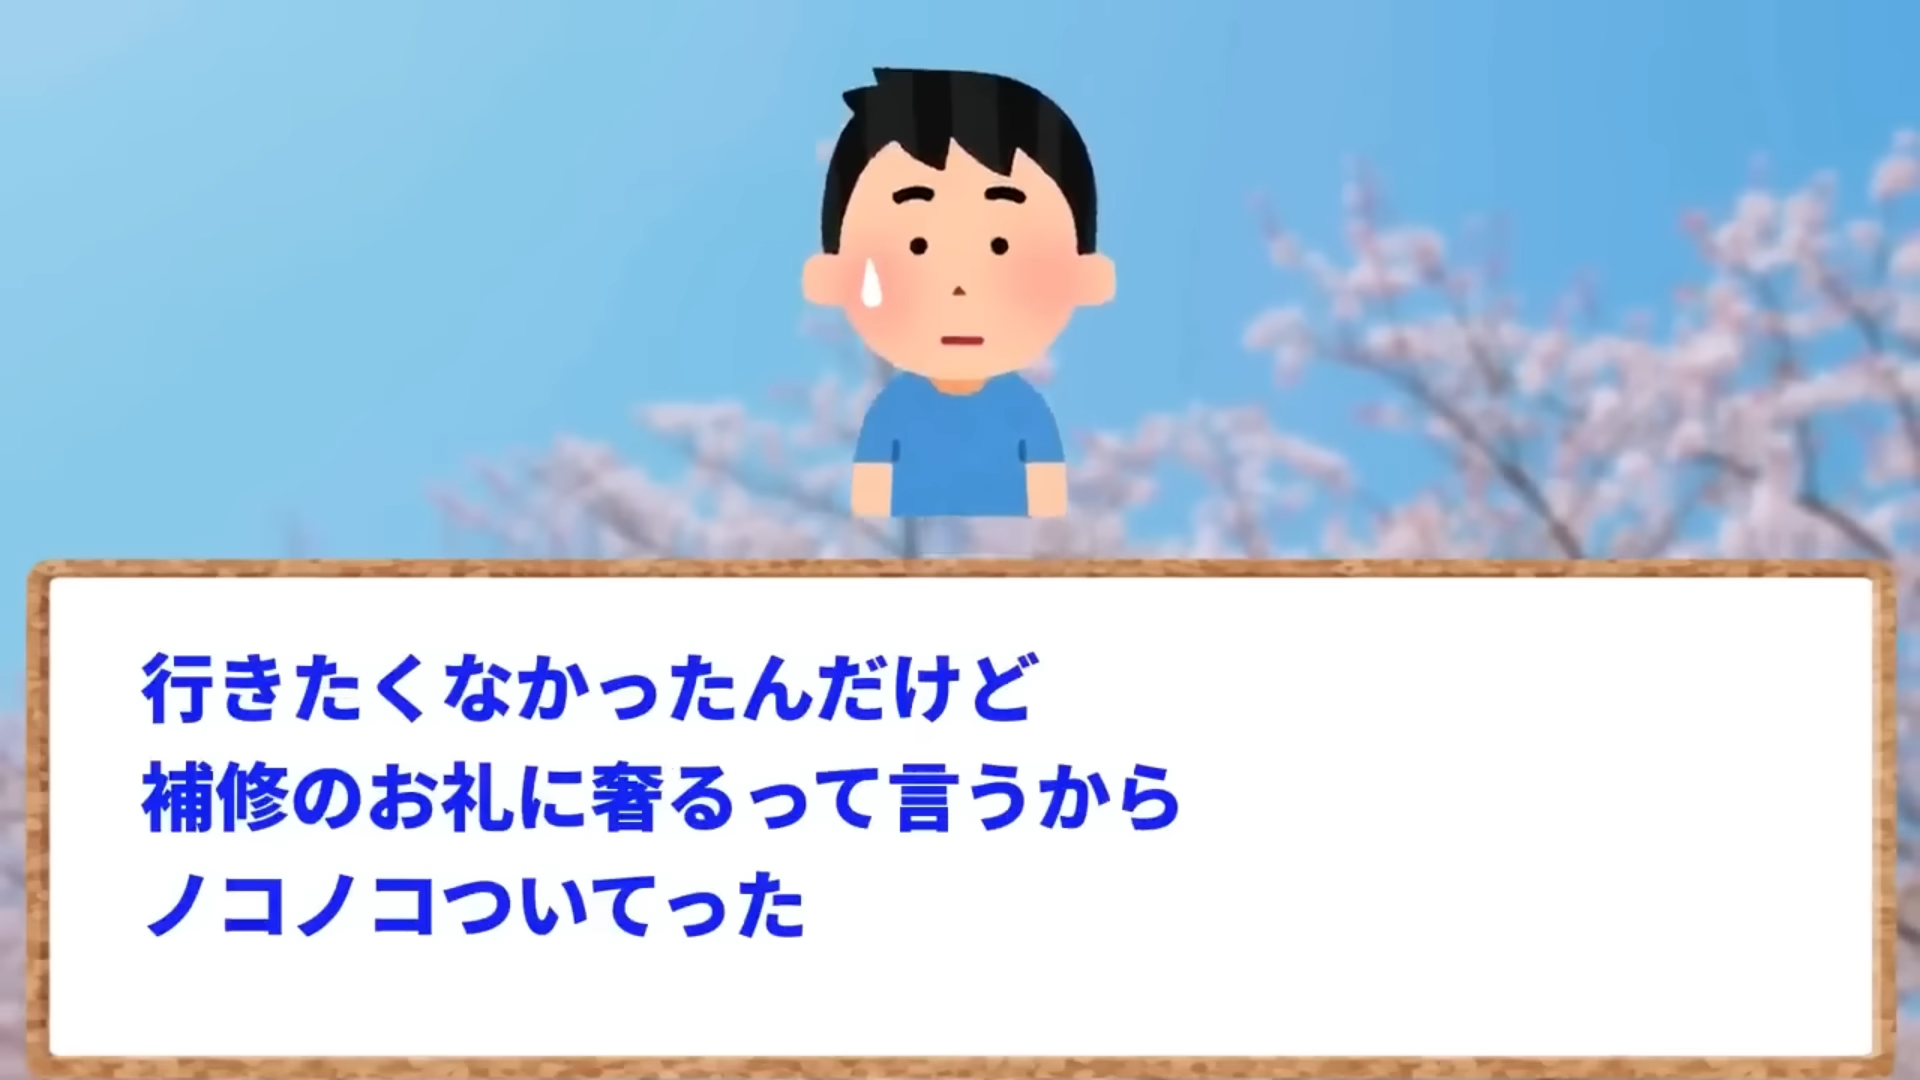 行きたくなかったんだけど
補修のお礼に奢るって言うから
ノコノコついてった